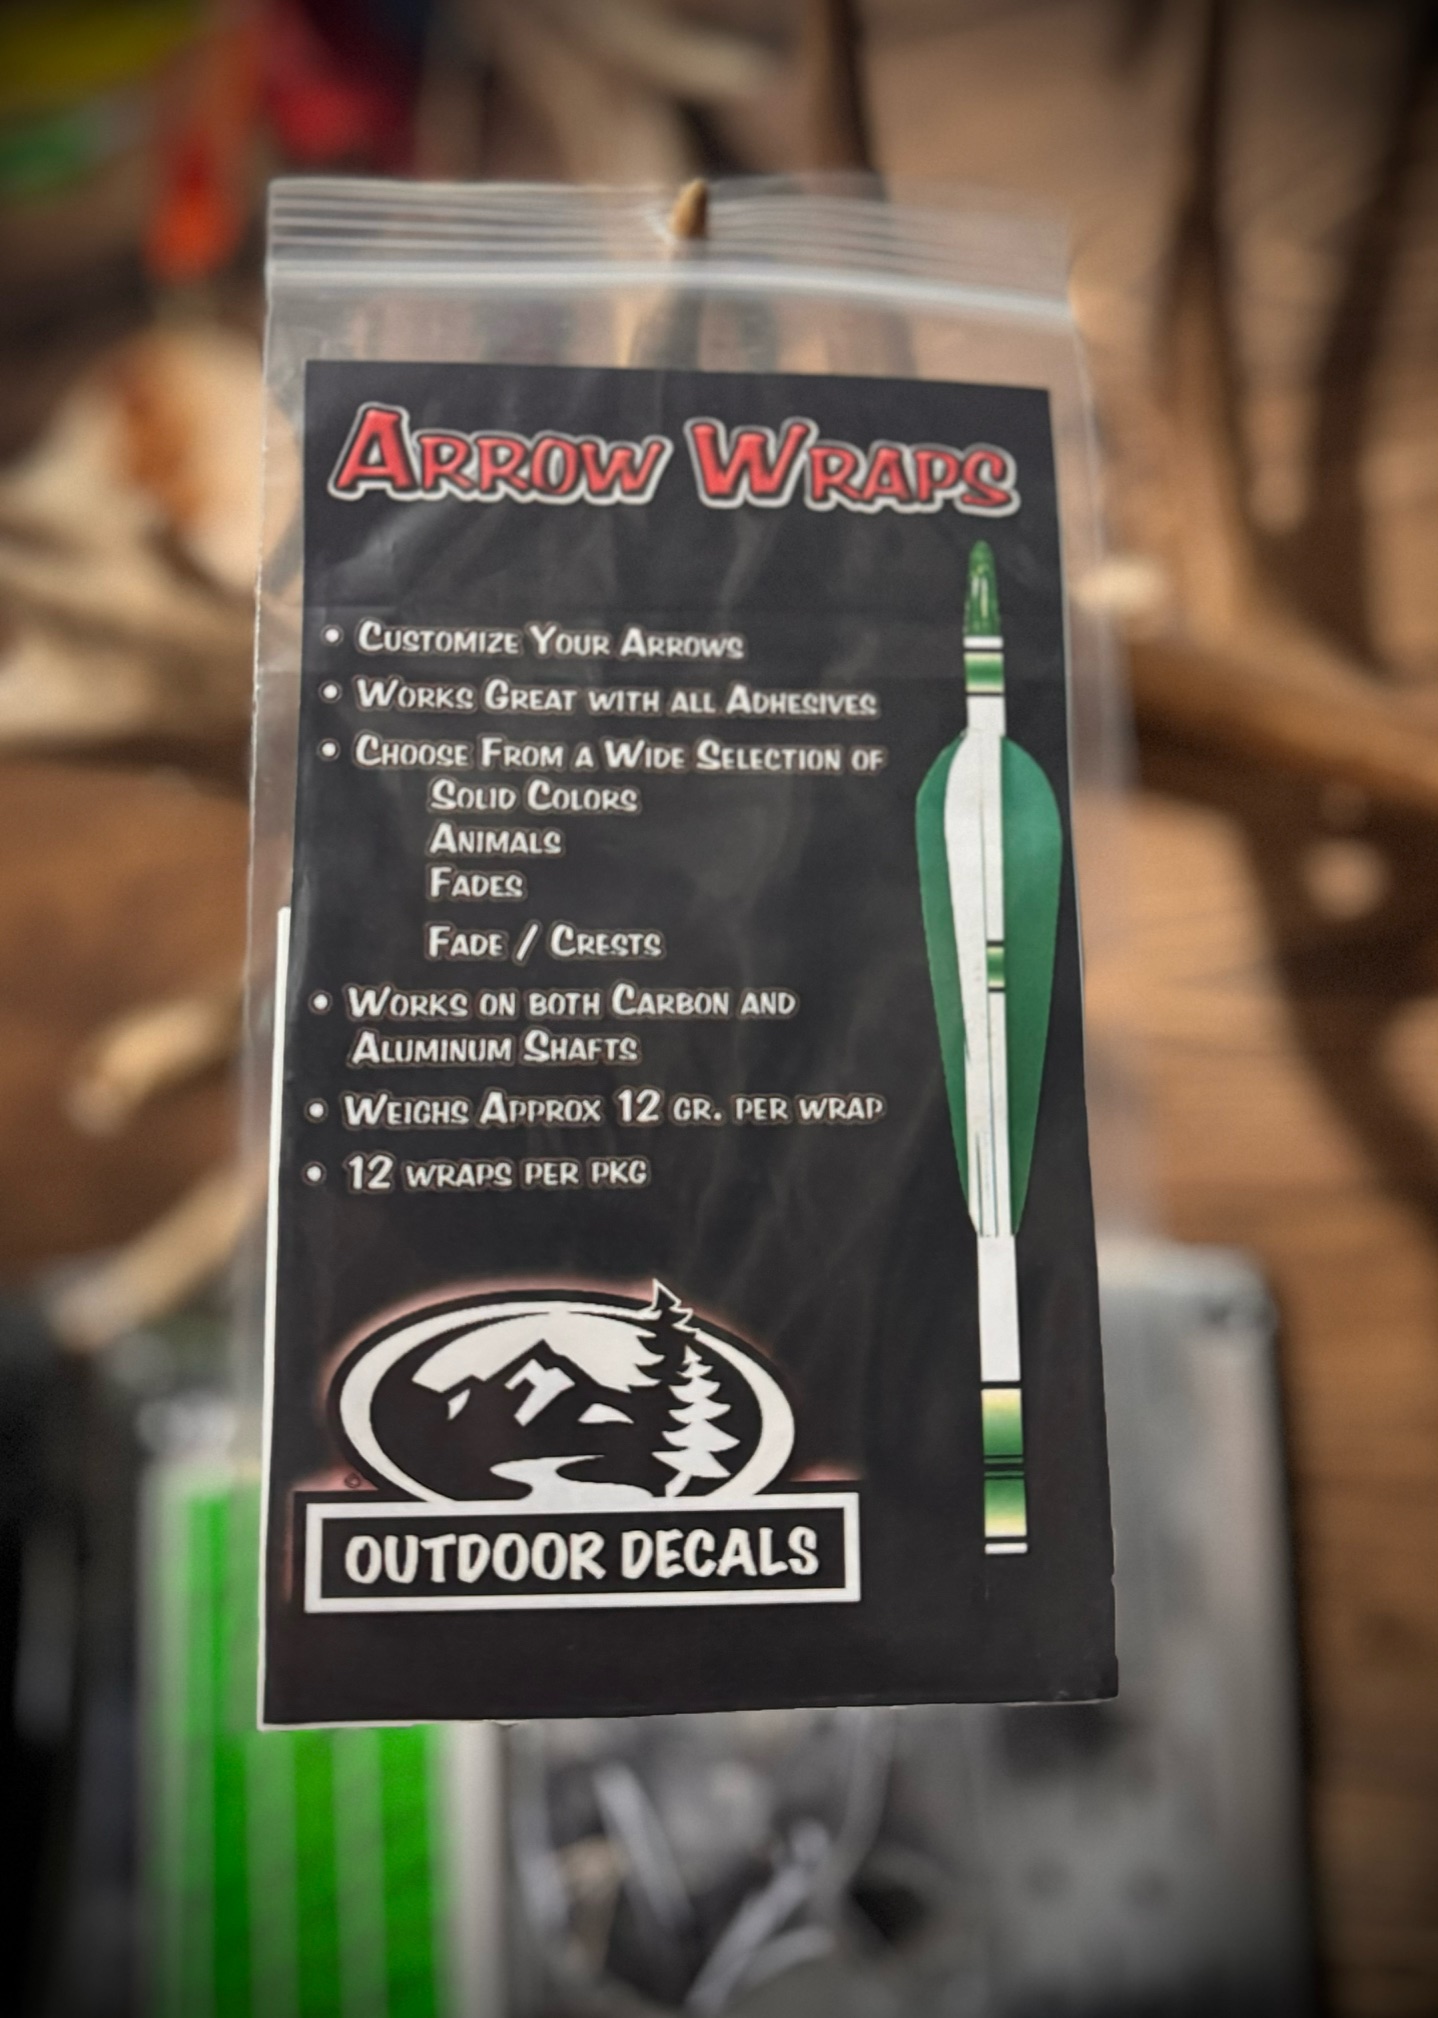 ARROW WRAPS
• CUSTOMIZE YOUR ARROWS
• WORKS GREAT WITH ALL ADHESIVES
• CHOOSE FROM A WIDE SELECTION OF
SOLID COLORS
ANIMALS
FADES
FADE / CRESTS
• WORKS ON BOTH CARBON AND
ALUMINUM SHAFTS
• WEIGHS APPROX 12 GR. PER WRAP
• 12 WRAPS PER PKG
©
OUTDOOR DECALS